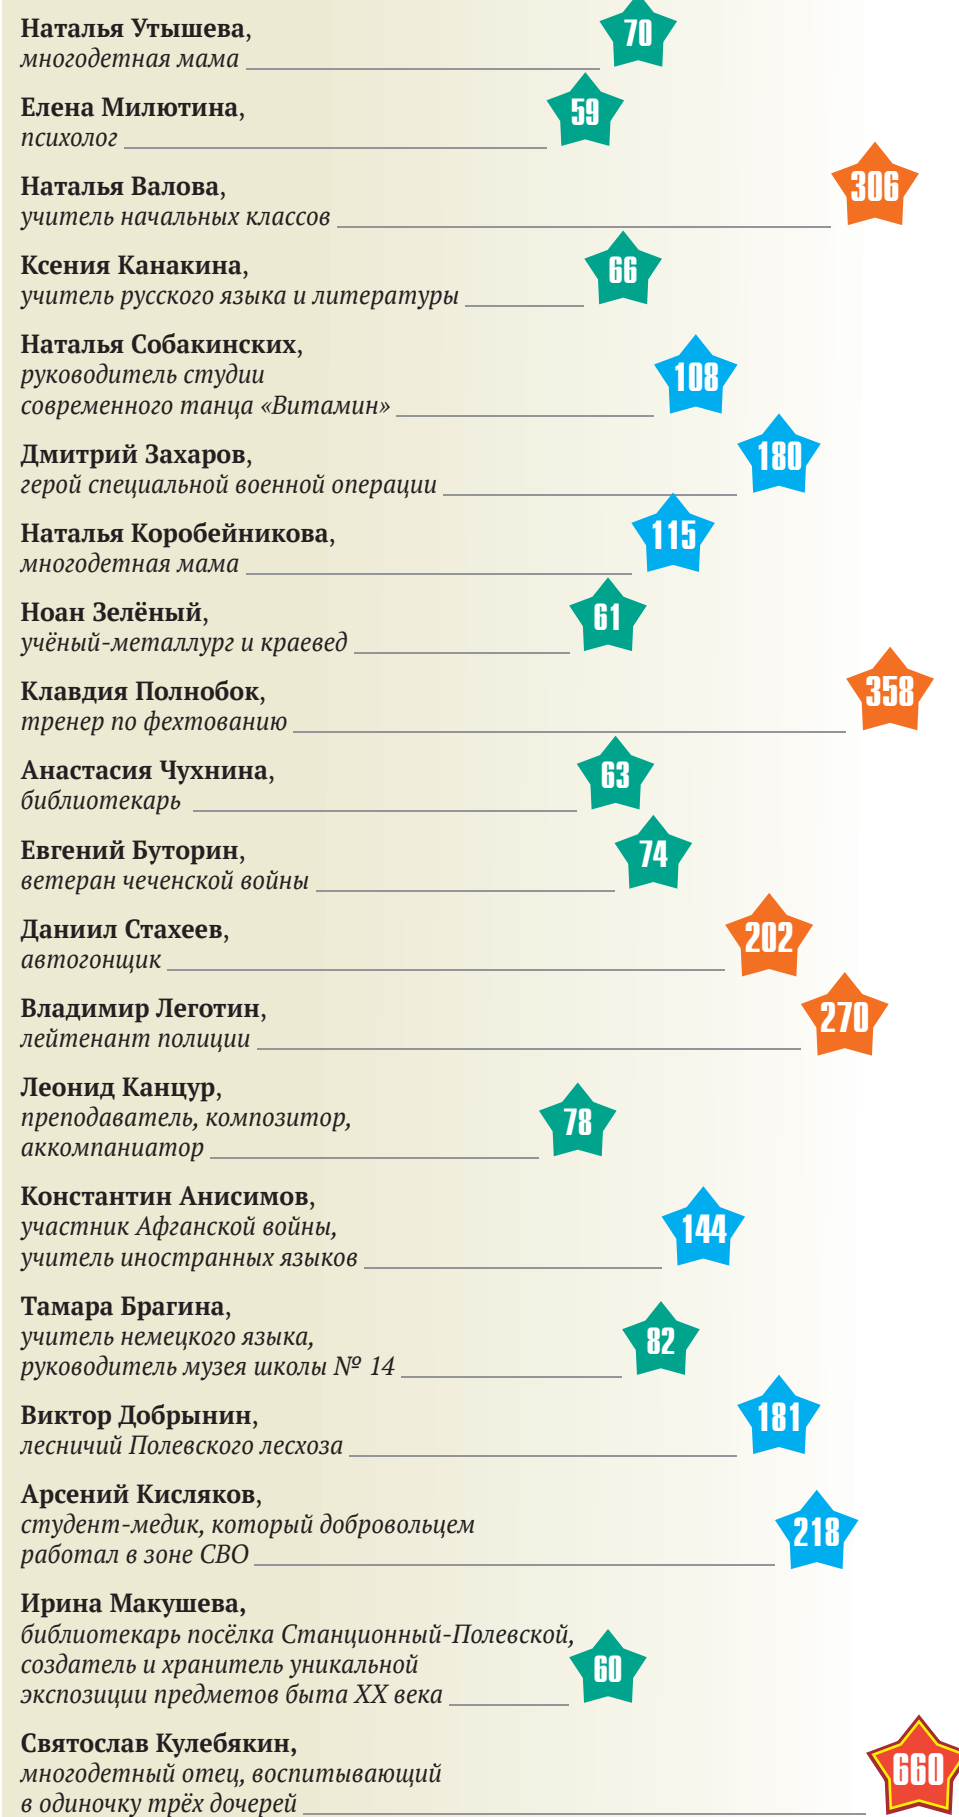 Наталья Утышева,
многодетная мама 70
Елена Милютина,
психолог 59
Наталья Валова,
учитель начальных классов 306
Ксения Канакина,
учитель русского языка и литературы 66
Наталья Собакинских,
руководитель студии
современного танца «Витамин» 108
Дмитрий Захаров,
герой специальной военной операции 180
Наталья Коробейникова,
многодетная мама 115
Ноан Зелёный,
учёный-металлург и краевед 61
Клавдия Полнобок,
тренер по фехтованию 358
Анастасия Чухнина,
библиотекарь 63
Евгений Буторин,
ветеран чеченской войны 74
Даниил Стахеев,
автогонщик 202
Владимир Леготин,
лейтенант полиции 270
Леонид Канцур,
преподаватель, композитор,
аккомпаниатор 78
Константин Анисимов,
участник Афганской войны,
учитель иностранных языков 144
Тамара Брагина,
учитель немецкого языка,
руководитель музея школы № 14 82
Виктор Добрынин,
лесничий Полевского лесхоза 181
Арсений Кисляков,
студент-медик, который добровольцем
работал в зоне СВО 218
Ирина Макушева,
библиотекарь посёлка Станционный-Полевской,
создатель и хранитель уникальной
экспозиции предметов быта XX века 60
Святослав Кулебякин,
многодетный отец, воспитывающий
в одиночку трёх дочерей 660